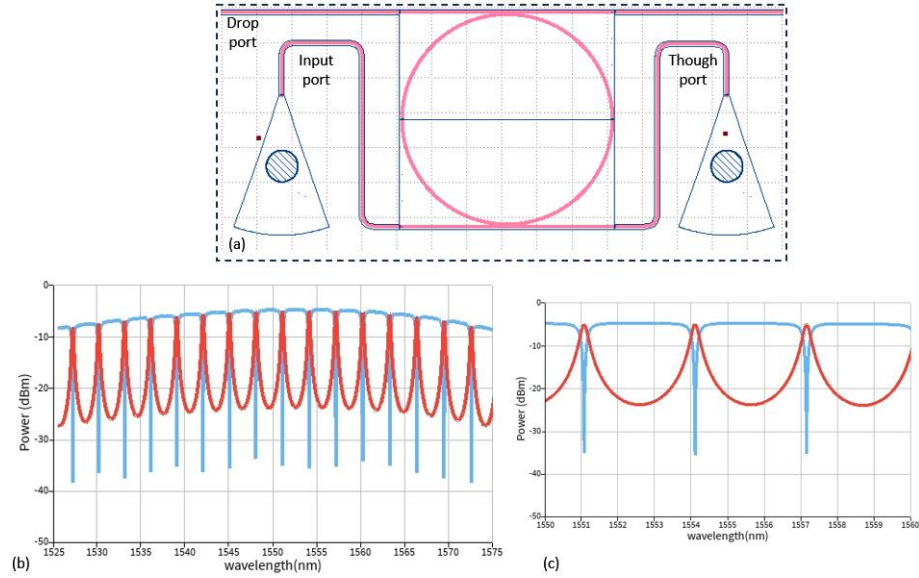 Drop
port
Input
port
Though
port
(a)
0
-10
-20
-30
-40
-50
Power (dBm)
1525 1530 1535 1540 1545 1550 1555 1560 1565 1570 1575
wavelength(nm)
(b)
0
-10
-20
-30
-40
-50
Power (dBm)
1550 1551 1552 1553 1554 1555 1556 1557 1558 1559 1560
wavelength(nm)
(c)